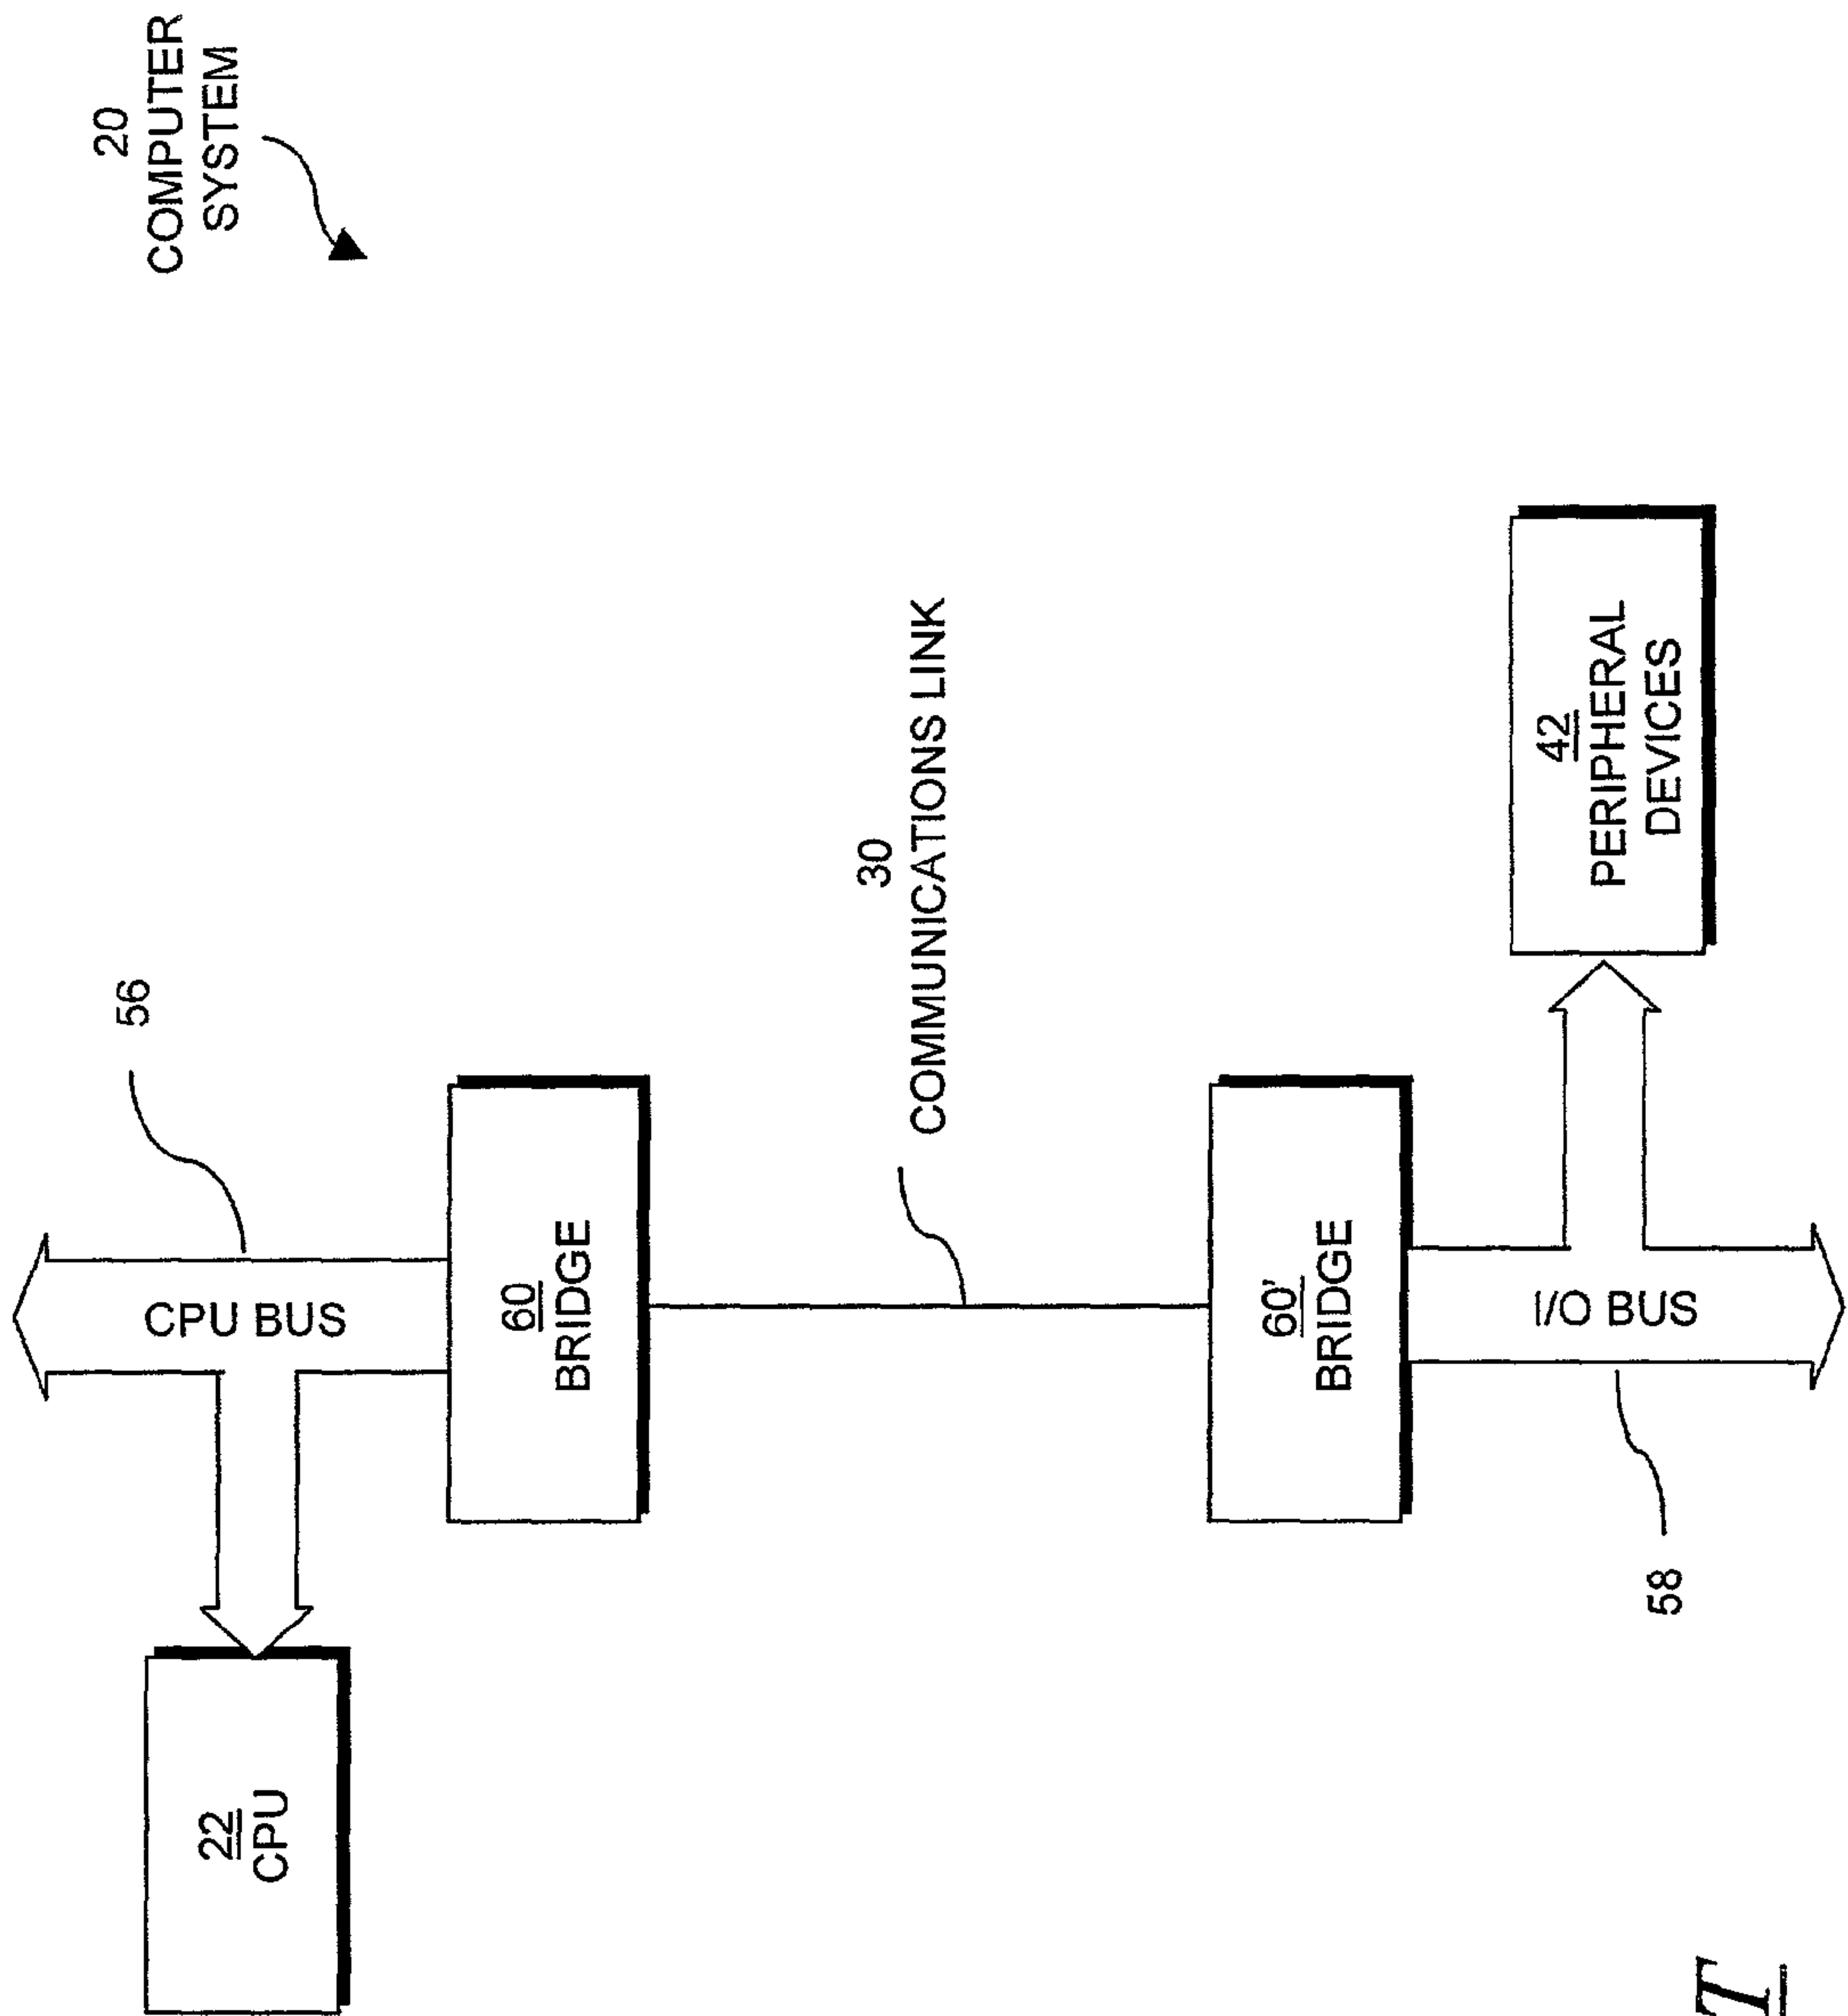 20
COMPUTER
SYSTEM
56
22
CPU
CPU BUS
60
BRIDGE
30
COMMUNICATIONS LINK
60'
BRIDGE
42
PERIPHERAL
DEVICES
I/O BUS
58